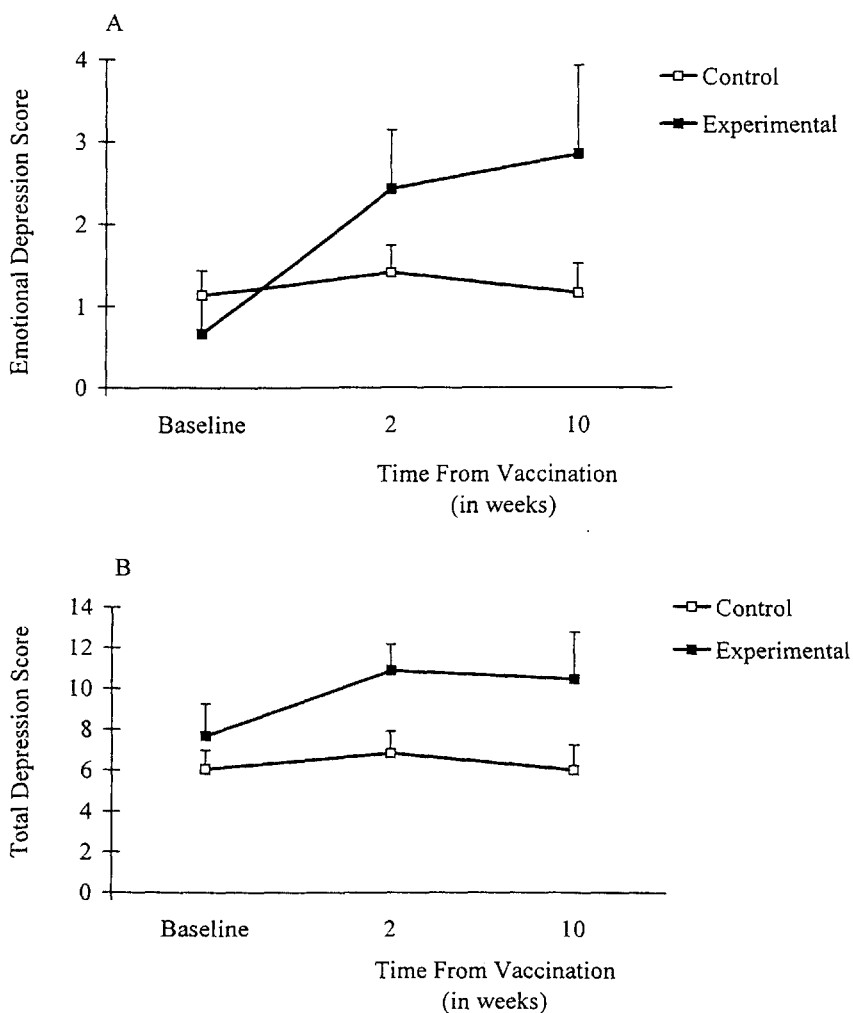 A
4
3
2
1
0
Emotional Depression Score
Control
Experimental
Baseline 2 10
Time From Vaccination
(in weeks)
B
14
12
10
8
6
4
2
0
Total Depression Score
Control
Experimental
Baseline 2 10
Time From Vaccination
(in weeks)